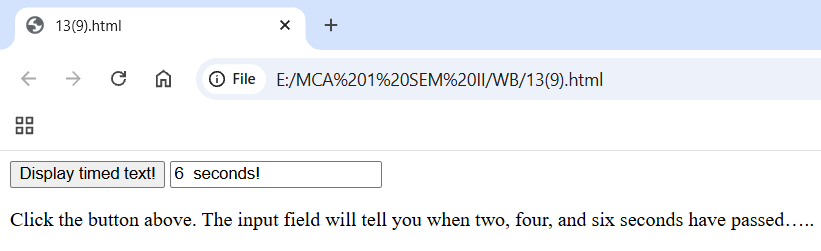 13(9).html
File E:/MCA%201%20SEM%20II/WB/13(9).html
Display timed text! 6  seconds!
Click the button above. The input field will tell you when two, four, and six seconds have passed.....